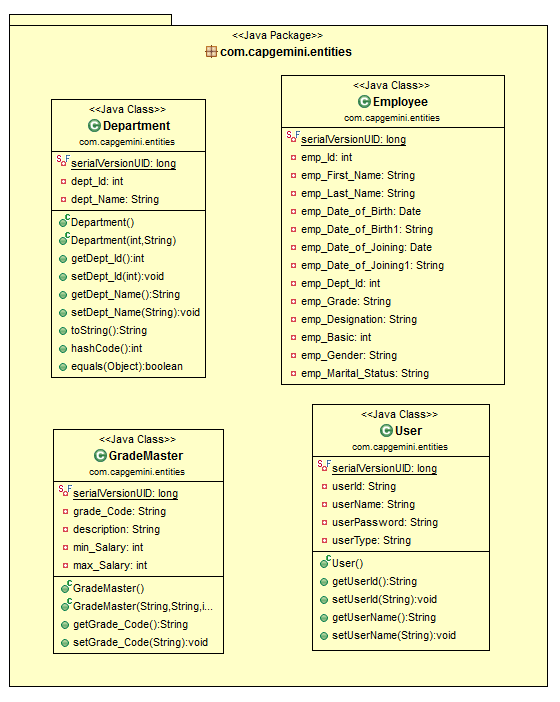 <<Java Package>>
com.capgemini.entities
<<Java Class>>
Department
com.capgemini.entities
serialVersionUID: long
dept_Id: int
dept_Name: String
Department()
Department(int,String)
getDept_Id():int
setDept_Id(int):void
getDept_Name():String
setDept_Name(String):void
toString():String
hashCode():int
equals(Object):boolean
<<Java Class>>
Employee
com.capgemini.entities
serialVersionUID: long
emp_Id: int
emp_First_Name: String
emp_Last_Name: String
emp_Date_of_Birth: Date
emp_Date_of_Birth1: String
emp_Date_of_Joining: Date
emp_Date_of_Joining1: String
emp_Dept_Id: int
emp_Grade: String
emp_Designation: String
emp_Basic: int
emp_Gender: String
emp_Marital_Status: String
<<Java Class>>
GradeMaster
com.capgemini.entities
serialVersionUID: long
grade_Code: String
description: String
min_Salary: int
max_Salary: int
GradeMaster()
GradeMaster(String,String,i...
getGrade_Code():String
setGrade_Code(String):void
<<Java Class>>
User
com.capgemini.entities
serialVersionUID: long
userId: String
userName: String
userPassword: String
userType: String
User()
getUserId():String
setUserId(String):void
getUserName():String
setUserName(String):void